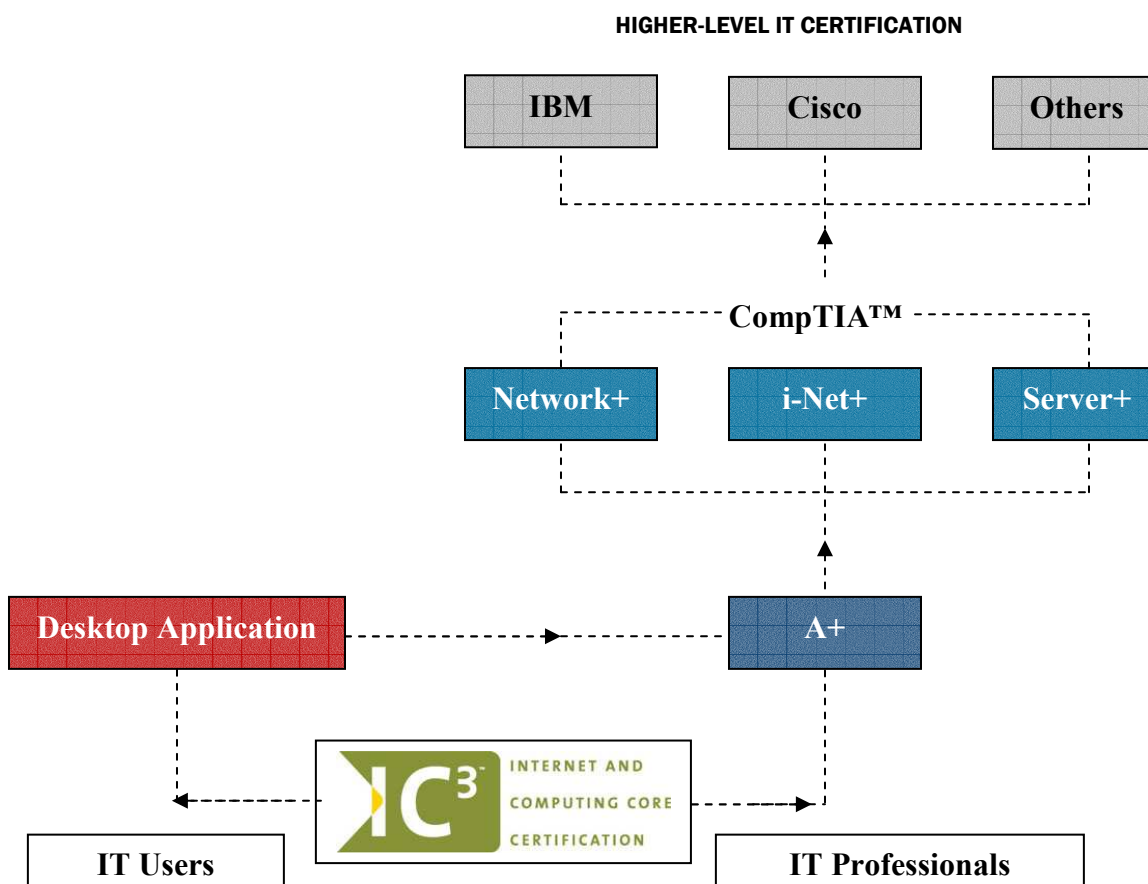 HIGHER-LEVEL IT CERTIFICATION
IBM
Cisco
Others
CompTIA™
Network+
i-Net+
Server+
Desktop Application
A+
IC³™
INTERNET AND
COMPUTING CORE
CERTIFICATION
IT Users
IT Professionals